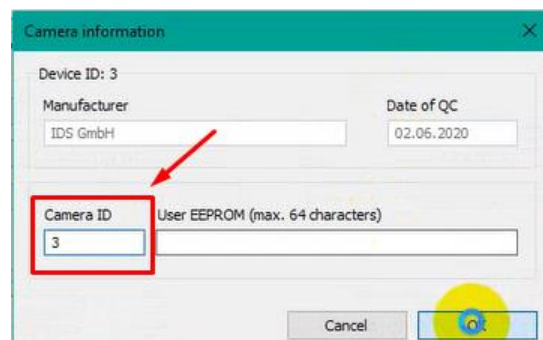 Camera information
Device ID: 3
Manufacturer
Date of QC
IDS GmbH
02.06.2020
Camera ID
User EEPROM (max. 64 characters)
3
Cancel
OK